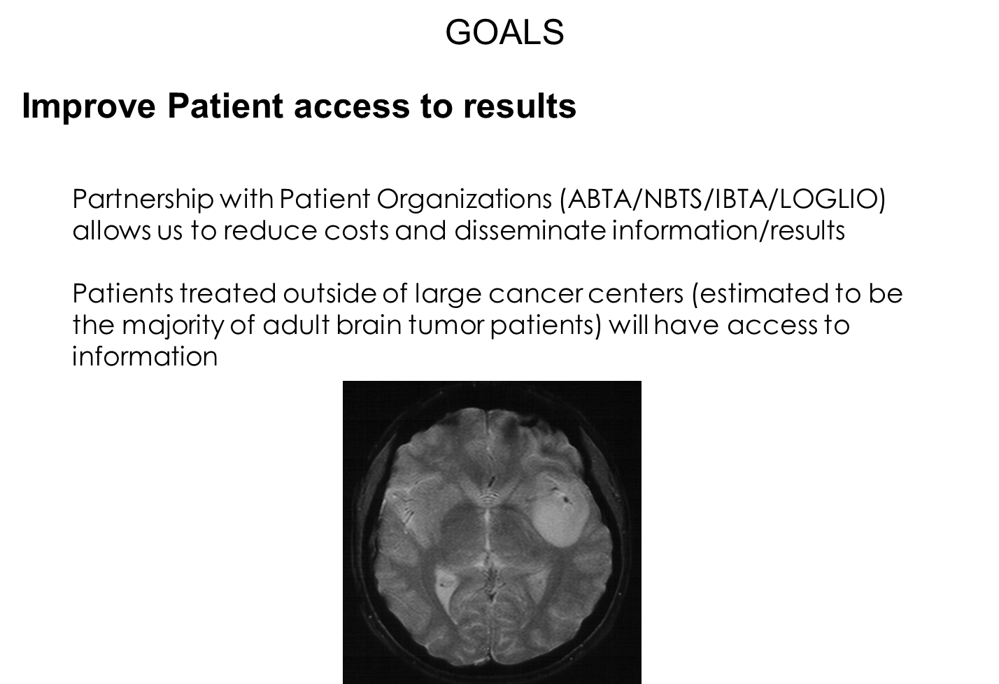 GOALS
Improve Patient access to results
Partnership with Patient Organizations (ABTA/NBTS/IBTA/LOGLIO)
allows us to reduce costs and disseminate information/results
Patients treated outside of large cancer centers (estimated to be
the majority of adult brain tumor patients) will have access to
information